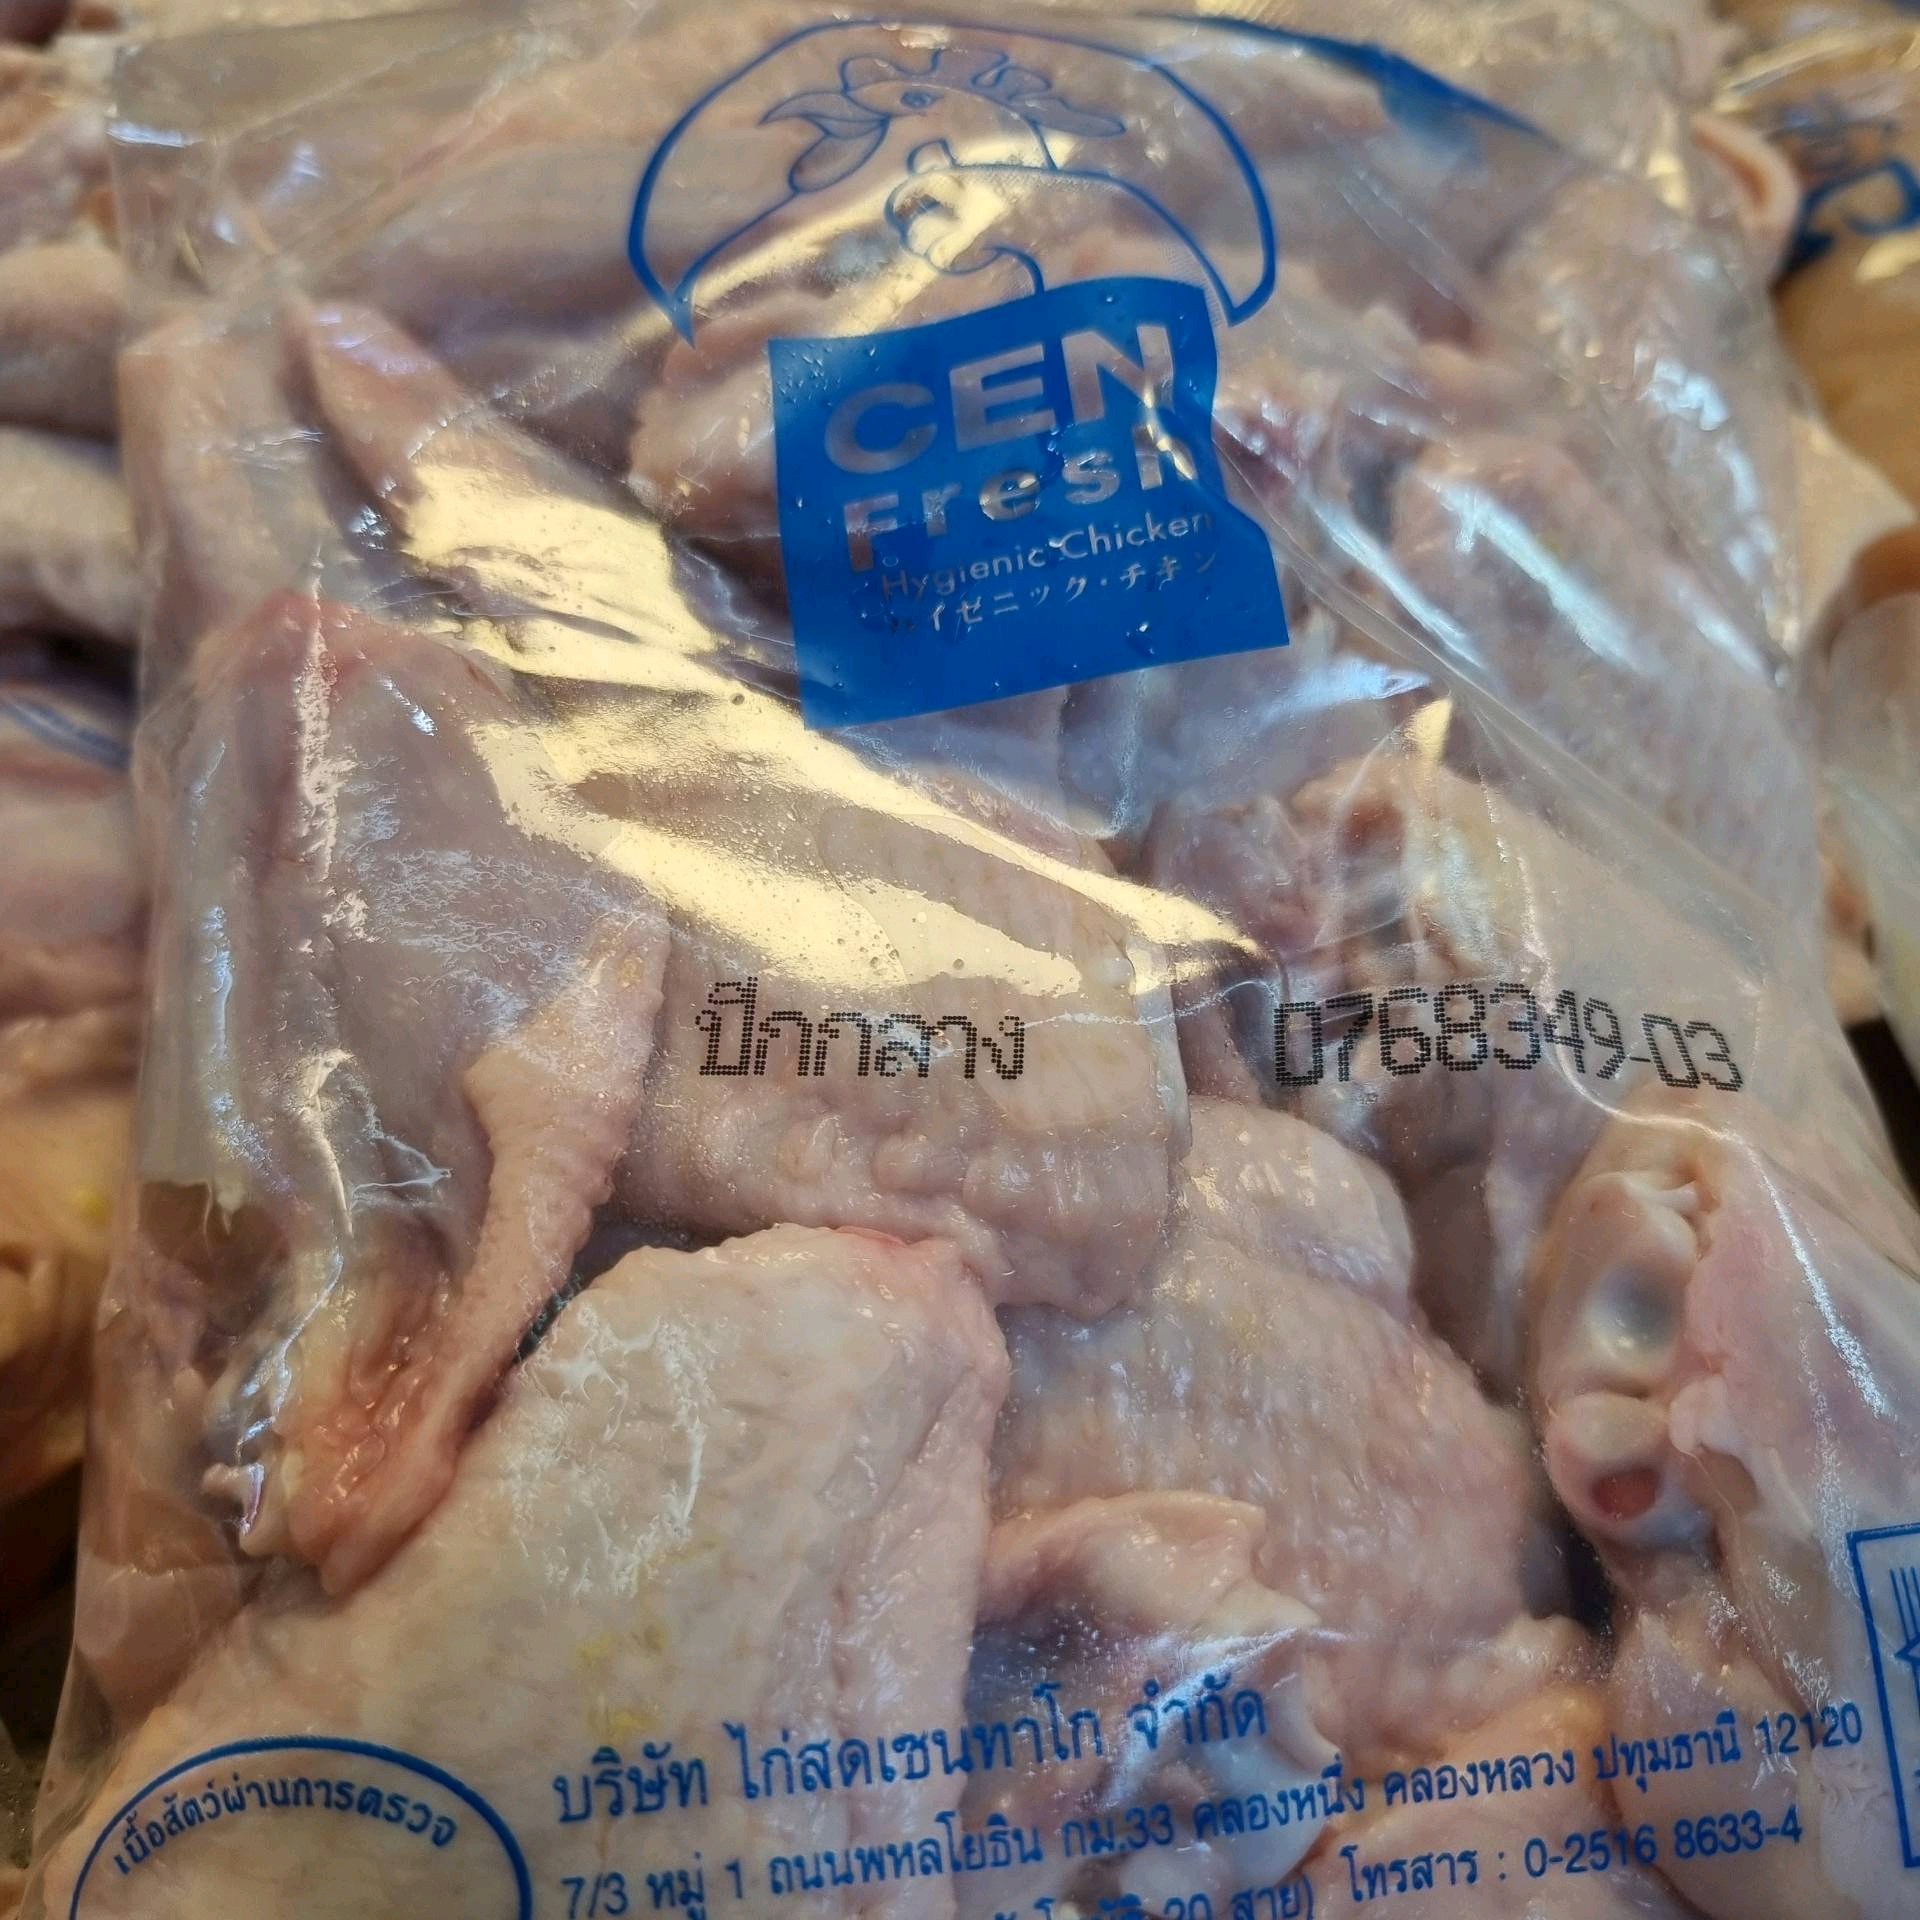 CEN
Fresh
Hygienic Chicken
ハイゼニック・チキン
ปีกกลาง 0768349-03
เนื้อสัตว์ผ่านการตรวจ
บริษัท ไก่สดเซนทาโก จำกัด
7/3 หมู่ 1 ถนนพหลโยธิน กม.33 คลองหนึ่ง คลองหลวง ปทุมธานี 12120
20 สาย) โทรสาร : 0-2516 8633-4